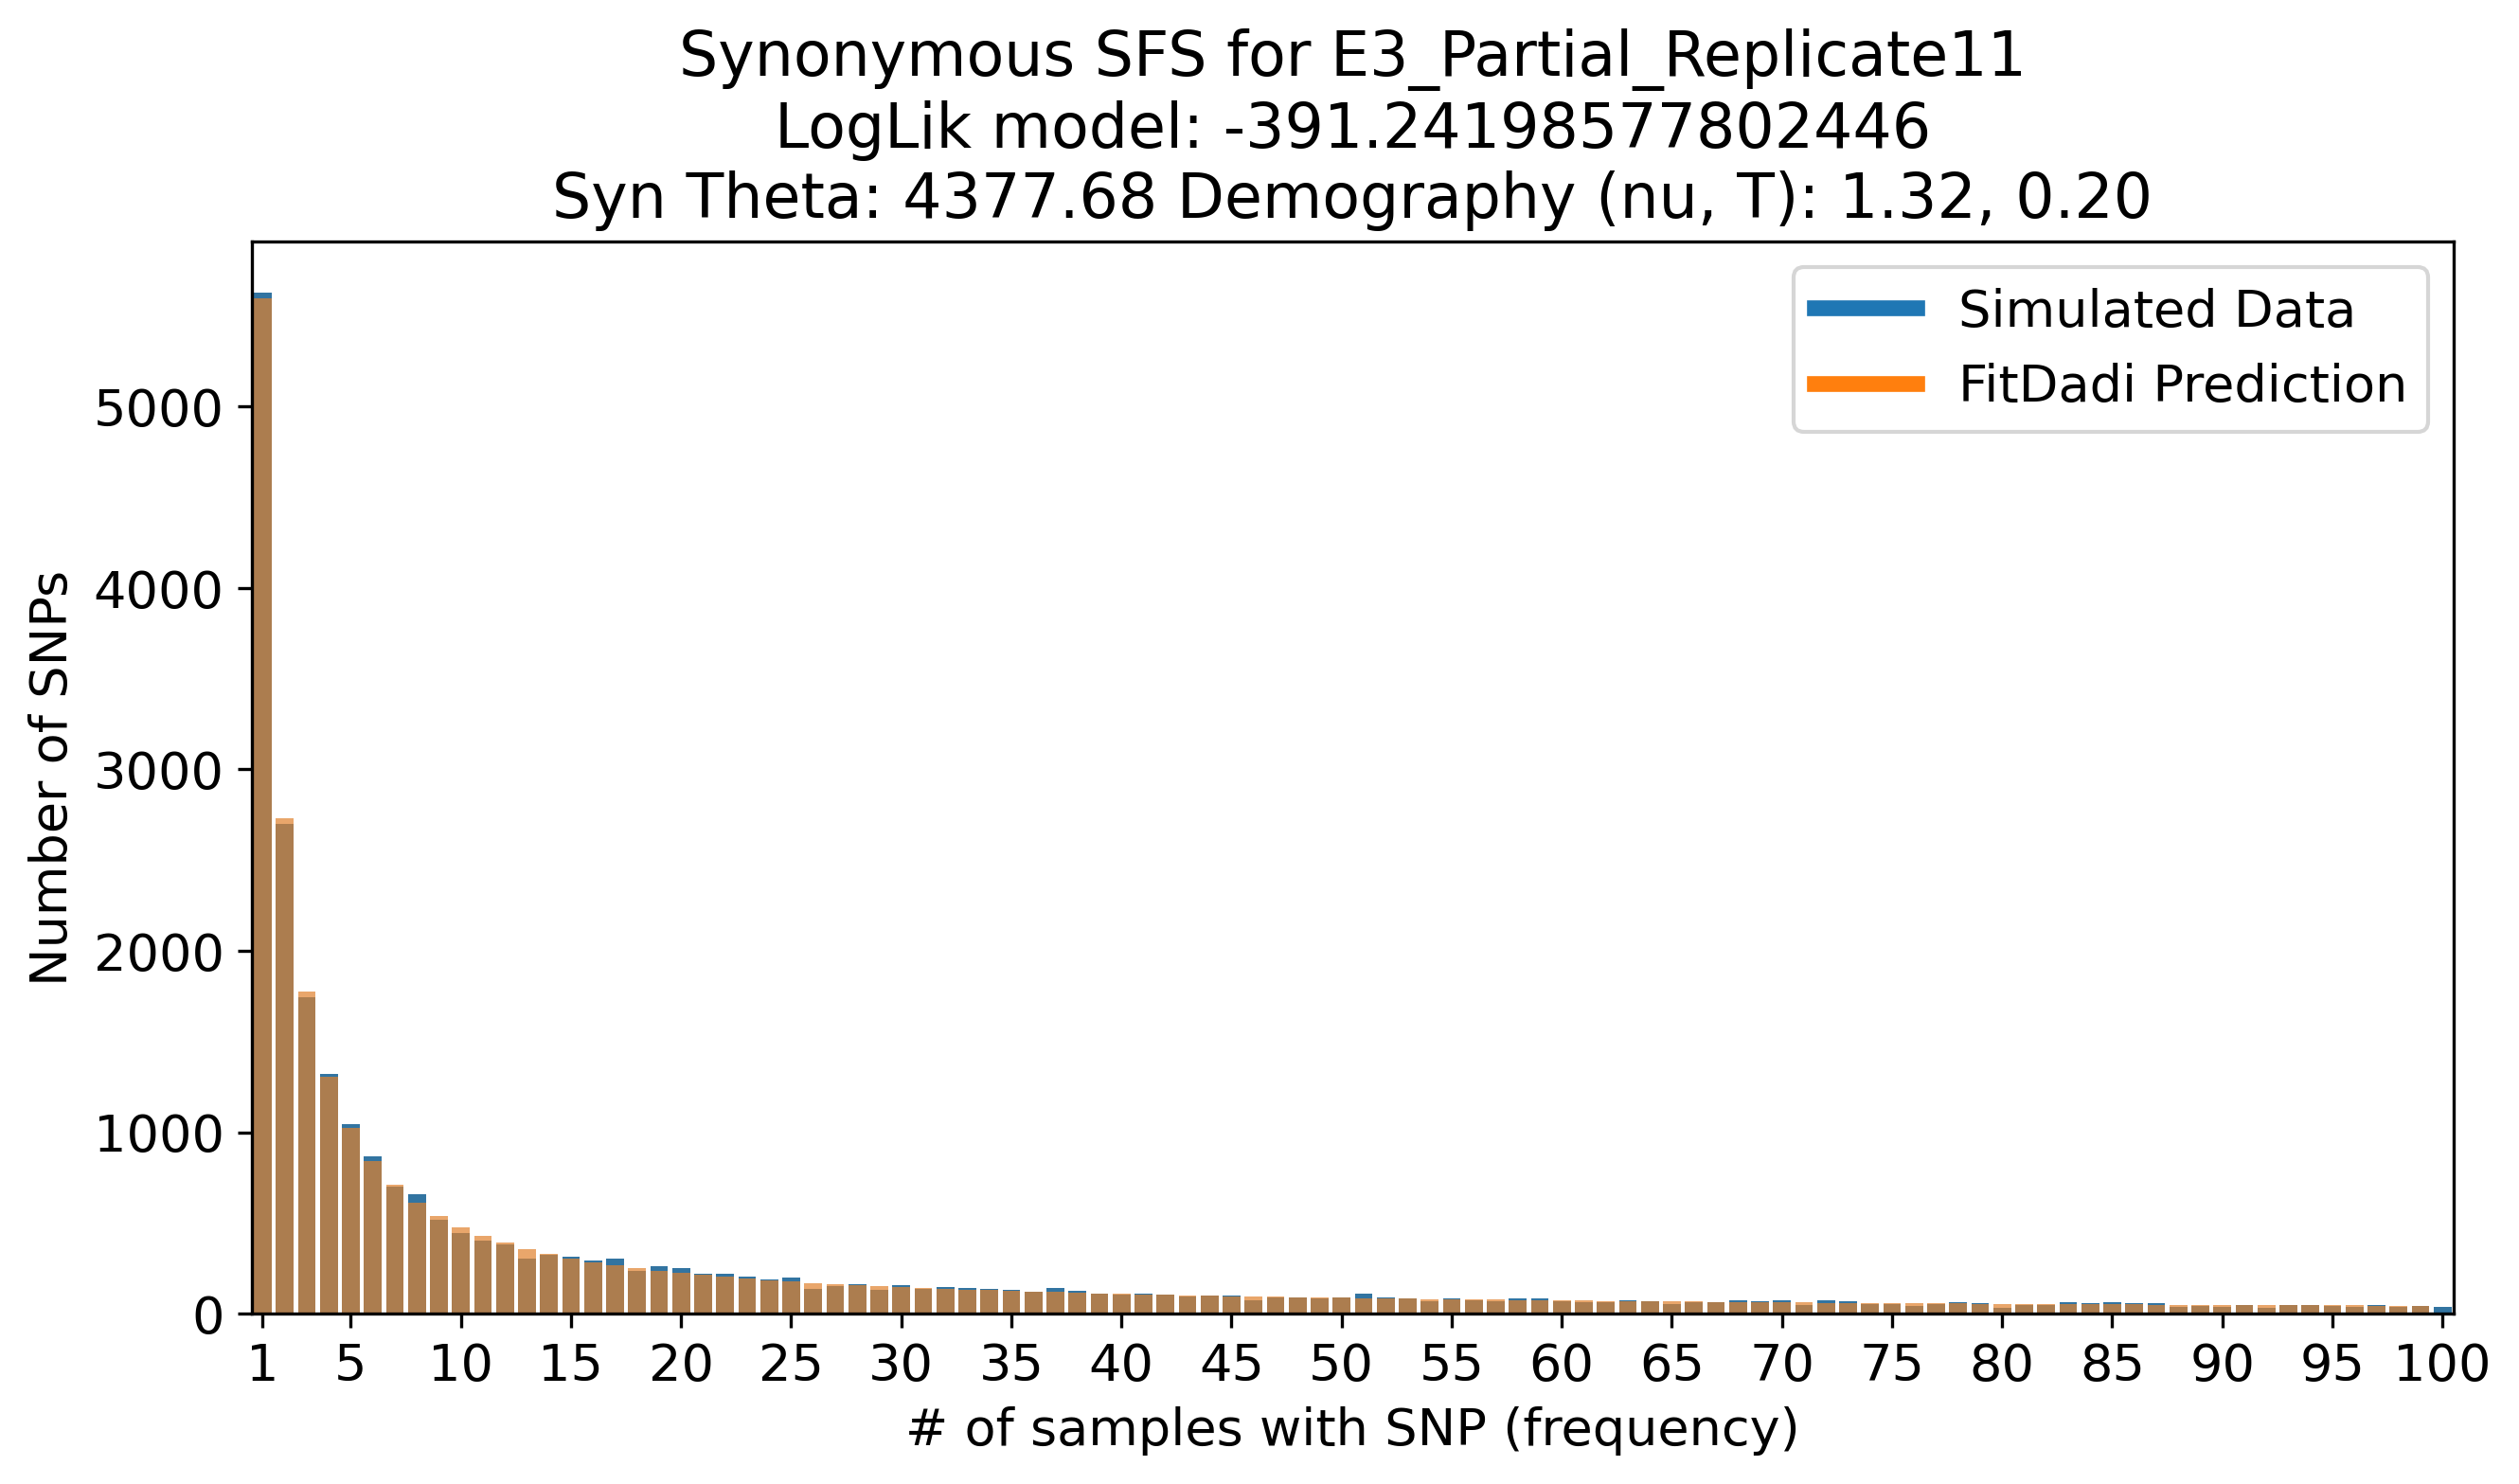 Synonymous SFS for E3_Partial_Replicate11
LogLik model: -391.24198577802446
Syn Theta: 4377.68 Demography (nu, T): 1.32, 0.20
Simulated Data
FitDadi Prediction
Number of SNPs
5000
4000
3000
2000
1000
0
1 5 10 15 20 25 30 35 40 45 50 55 60 65 70 75 80 85 90 95 100
# of samples with SNP (frequency)